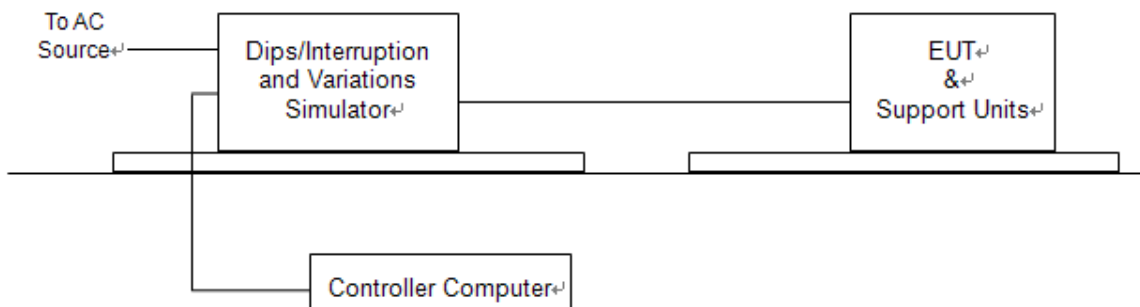 To AC
Source↵
Dips/Interruption
and Variations
Simulator↵
EUT↵
&↵
Support Units↵
Controller Computer↵